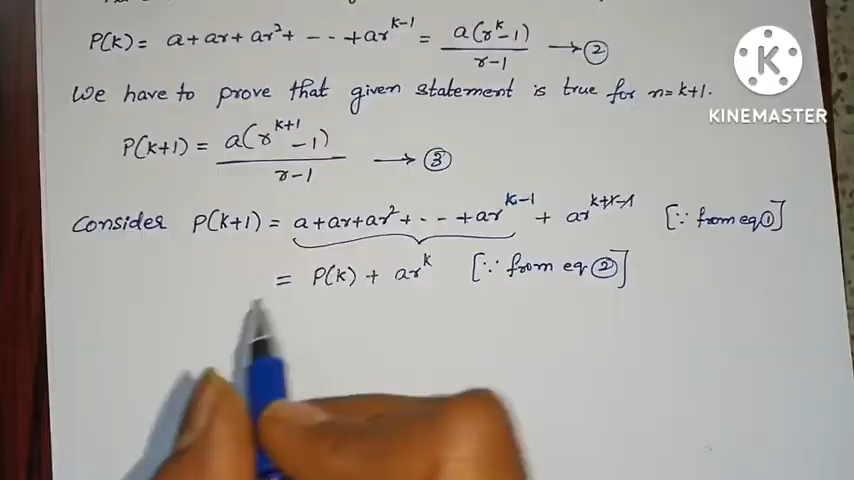 P(k) = a + ar + ar² + - - - + ar^(k-1) = a(r^k - 1) / r-1 → ②
We have to prove that given statement is true for n=k+1.
P(k+1) = a(r^(k+1) - 1) / r-1 → ③
Consider P(k+1) = a + ar + ar² + - - - + ar^(k-1) + ar^(k+1-1) [∵ from eq①]
= P(k) + ar^k [∵ from eq②]
K
KINEMASTER